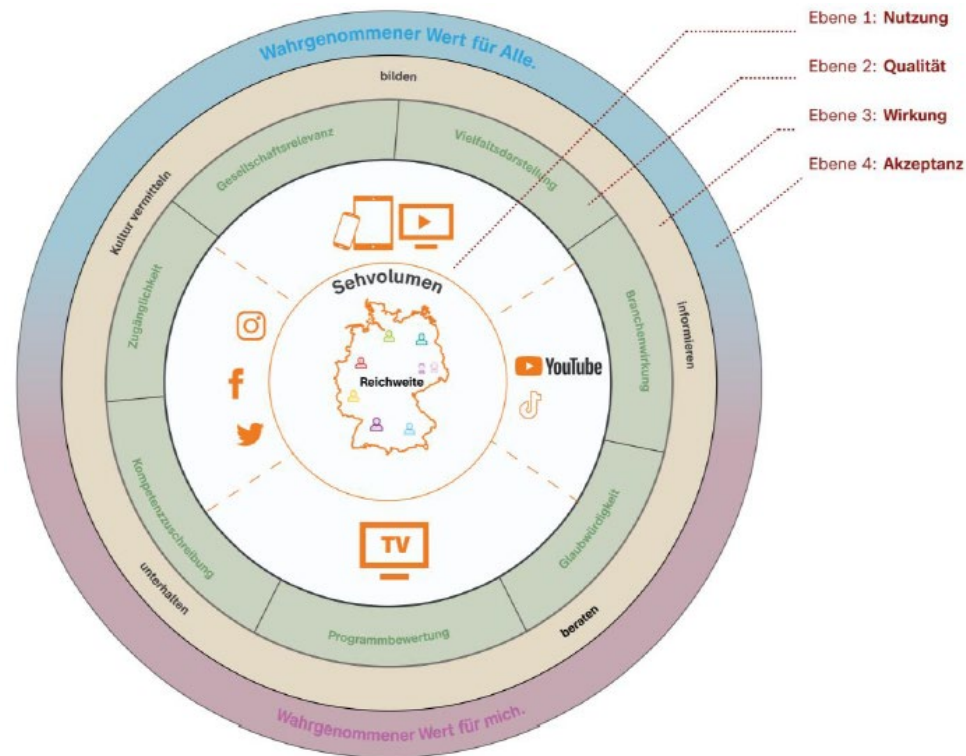 Ebene 1: Nutzung
Ebene 2: Qualität
Ebene 3: Wirkung
Ebene 4: Akzeptanz
Wahrgenommener Wert für Alle.
bilden
Kultur vermitteln
informieren
unterhalten
beraten
Gesellschaftsrelevanz
Vielfaltsdarstellung
Zugänglichkeit
Branchenwirkung
Kompetenzzuschreibung
Glaubwürdigkeit
Programmbewertung
Sehvolumen
Reichweite
YouTube
TV
Wahrgenommener Wert für mich.